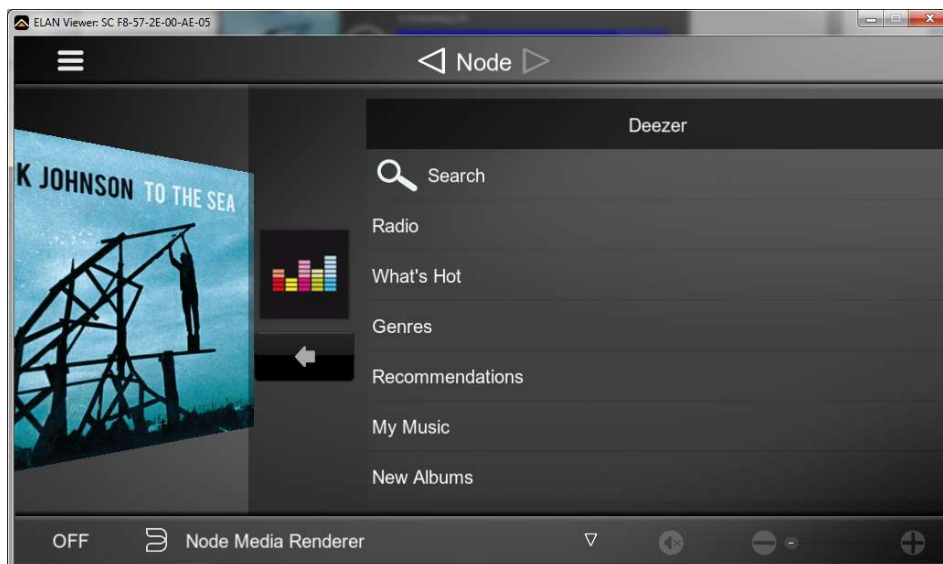 ELAN Viewer: SC F8-57-2E-00-AE-05
Node
K JOHNSON TO THE SEA
Deezer
Search
Radio
What's Hot
Genres
Recommendations
My Music
New Albums
OFF
Node Media Renderer